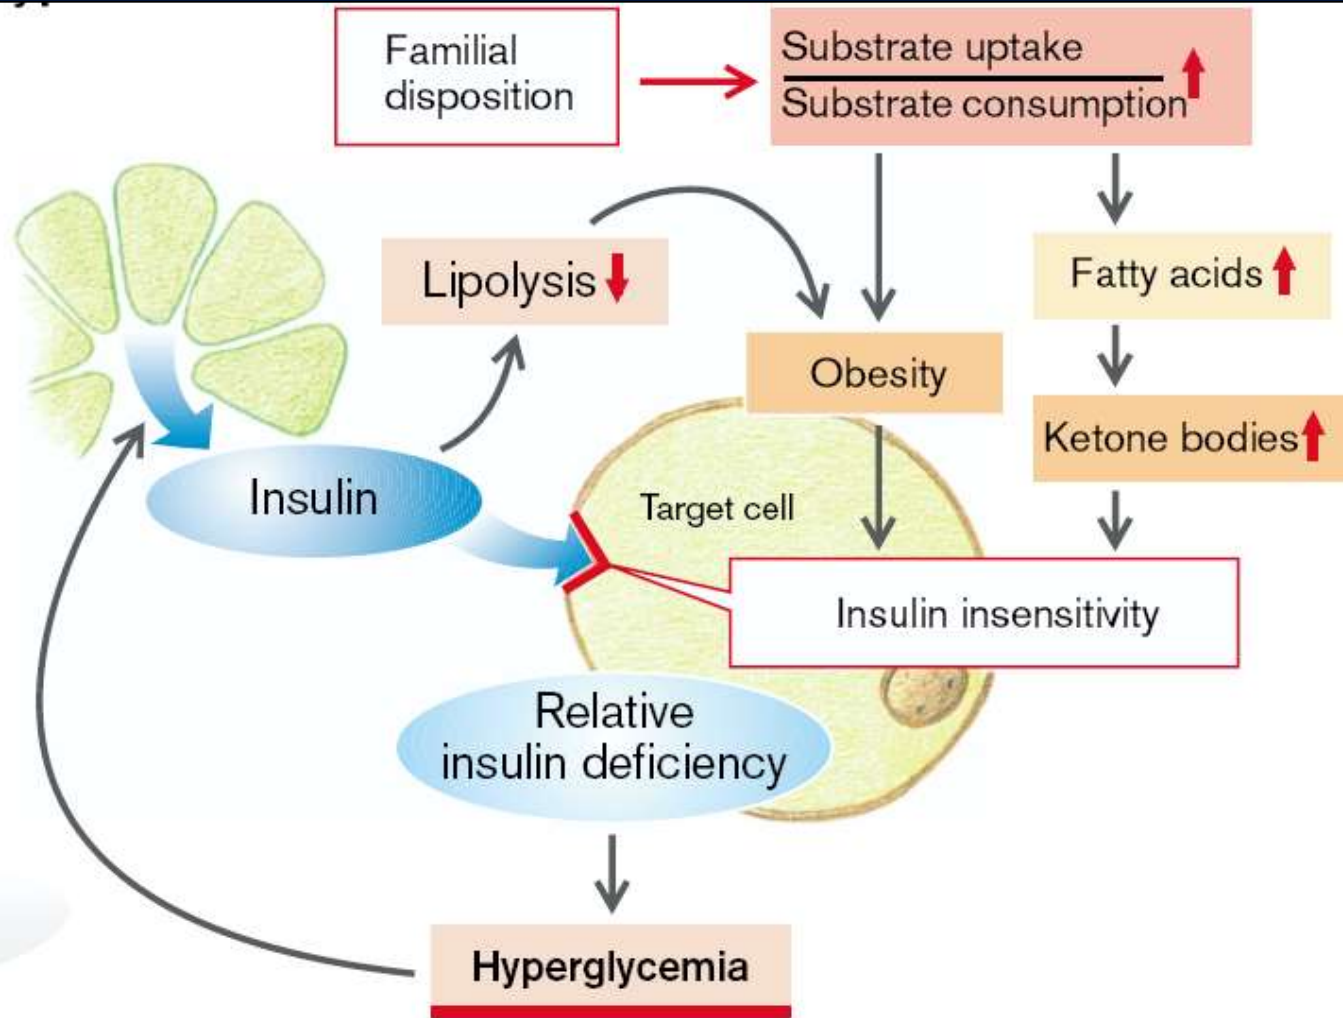 Familial
disposition
Substrate uptake
Substrate consumption
Lipolysis
Fatty acids
Obesity
Ketone bodies
Insulin
Target cell
Insulin insensitivity
Relative
insulin deficiency
Hyperglycemia